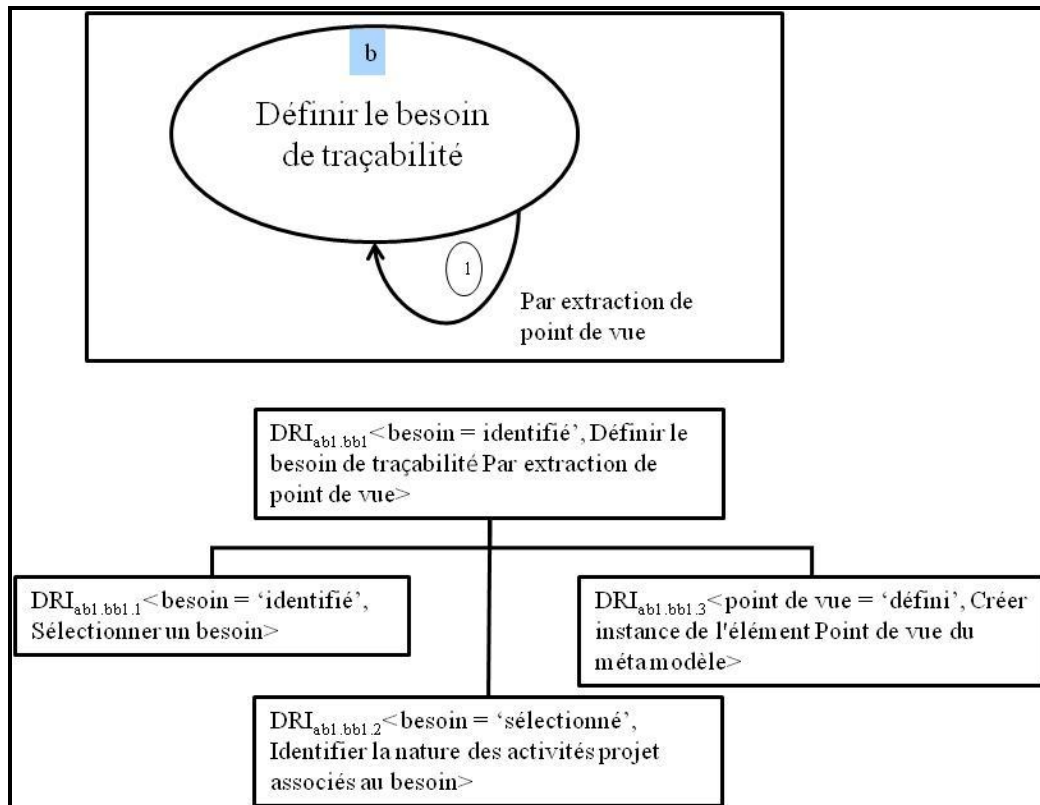 b
Définir le besoin
de traçabilité
1
Par extraction de
point de vue
DRIab1.bb1<besoin = identifié’, Définir le
besoin de traçabilité Par extraction de
point de vue>
DRIab1.bb1.1<besoin = ‘identifié’,
Sélectionner un besoin>
DRIab1.bb1.3<point de vue = ‘défini’, Créer
instance de l'élément Point de vue du
méta modèle>
DRIab1.bb1.2<besoin = ‘sélectionné’,
Identifier la nature des activités projet
associés au besoin>